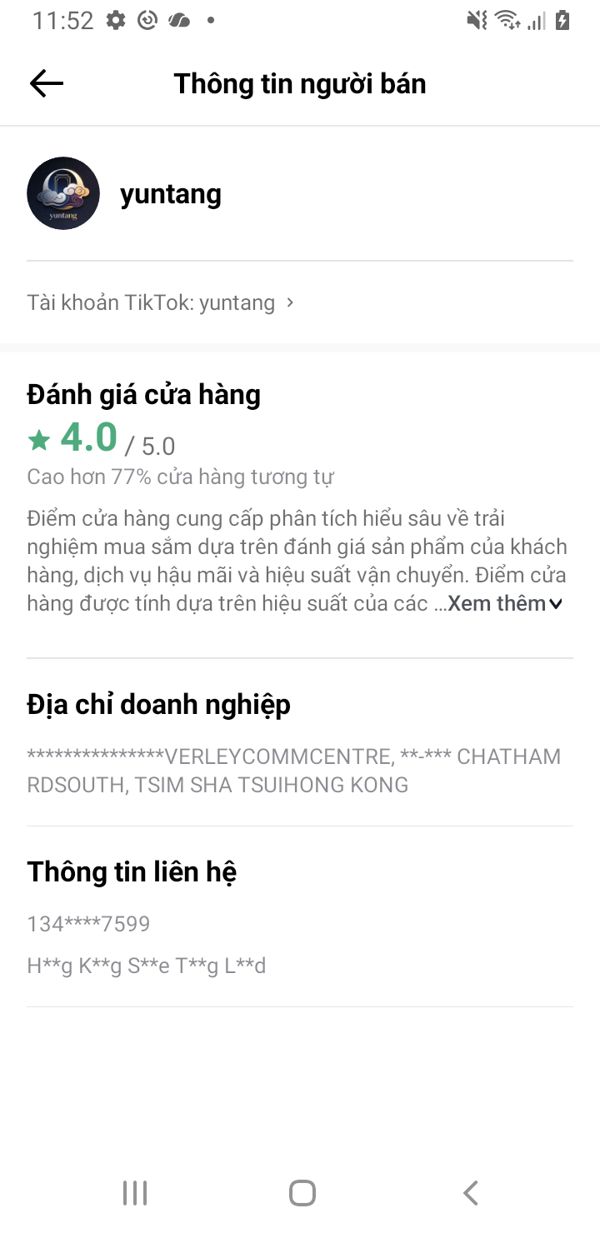 11:52
Thông tin người bán
yuntang
yuntang
Tài khoản TikTok: yuntang
Đánh giá cửa hàng
4.0 / 5.0
Cao hơn 77% cửa hàng tương tự
Điểm cửa hàng cung cấp phân tích hiểu sâu về trải
nghiệm mua sắm dựa trên đánh giá sản phẩm của khách
hàng, dịch vụ hậu mãi và hiệu suất vận chuyển. Điểm cửa
hàng được tính dựa trên hiệu suất của các ...Xem thêm
Địa chỉ doanh nghiệp
***************VERLEYCOMMCENTRE, **-*** CHATHAM
RDSOUTH, TSIM SHA TSUIHONG KONG
Thông tin liên hệ
134****7599
H**g K**g S**e T**g L**d